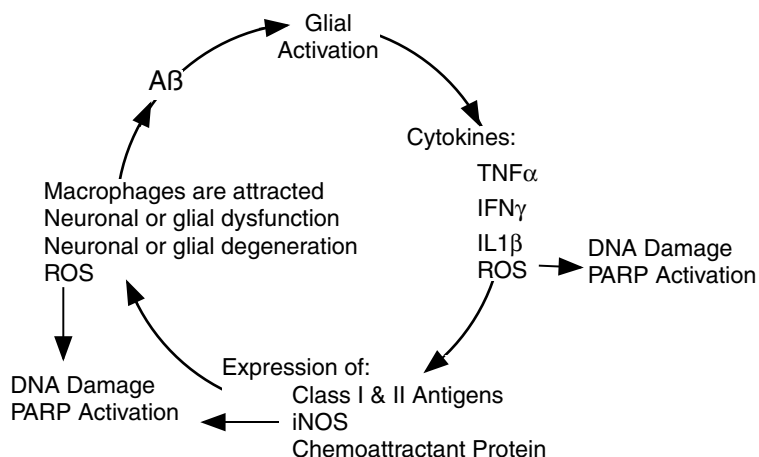 Glial
Activation
Aß
Cytokines:
TNFα
IFNγ
IL1β
ROS
DNA Damage
PARP Activation
Macrophages are attracted
Neuronal or glial dysfunction
Neuronal or glial degeneration
ROS
Expression of:
Class I & II Antigens
iNOS
Chemoattractant Protein
DNA Damage
PARP Activation